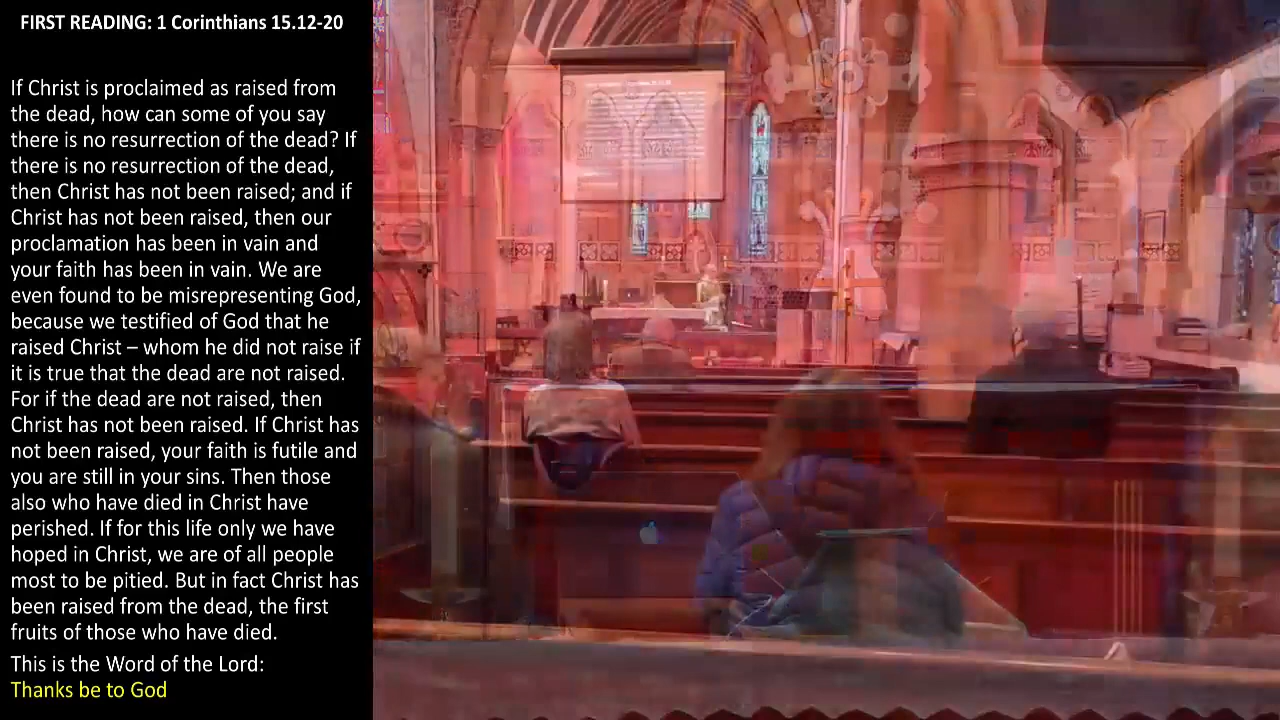 FIRST READING: 1 Corinthians 15.12-20
If Christ is proclaimed as raised from
the dead, how can some of you say
there is no resurrection of the dead? If
there is no resurrection of the dead,
then Christ has not been raised; and if
Christ has not been raised, then our
proclamation has been in vain and
your faith has been in vain. We are
even found to be misrepresenting God,
because we testified of God that he
raised Christ – whom he did not raise if
it is true that the dead are not raised.
For if the dead are not raised, then
Christ has not been raised. If Christ has
not been raised, your faith is futile and
you are still in your sins. Then those
also who have died in Christ have
perished. If for this life only we have
hoped in Christ, we are of all people
most to be pitied. But in fact Christ has
been raised from the dead, the first
fruits of those who have died.
This is the Word of the Lord:
Thanks be to God